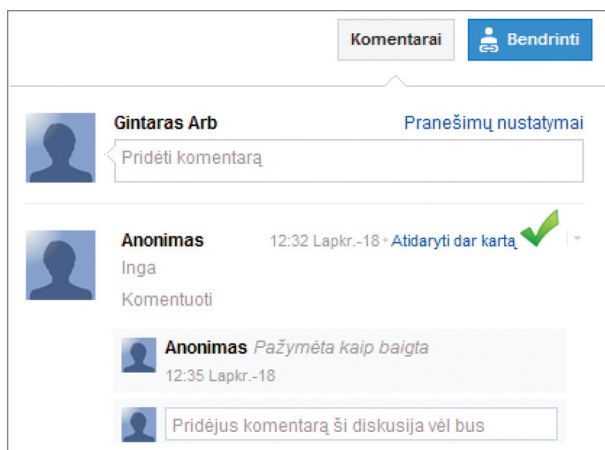 Komentarai
Bendrinti
Gintaras Arb
Pranešimų nustatymai
Pridėti komentarą
Anonimas 12:32 Lapkr.-18 • Atidaryti dar kartą
Inga
Komentuoti
Anonimas Pažymėta kaip baigta
12:35 Lapkr.-18
Pridėjus komentarą ši diskusija vėl bus